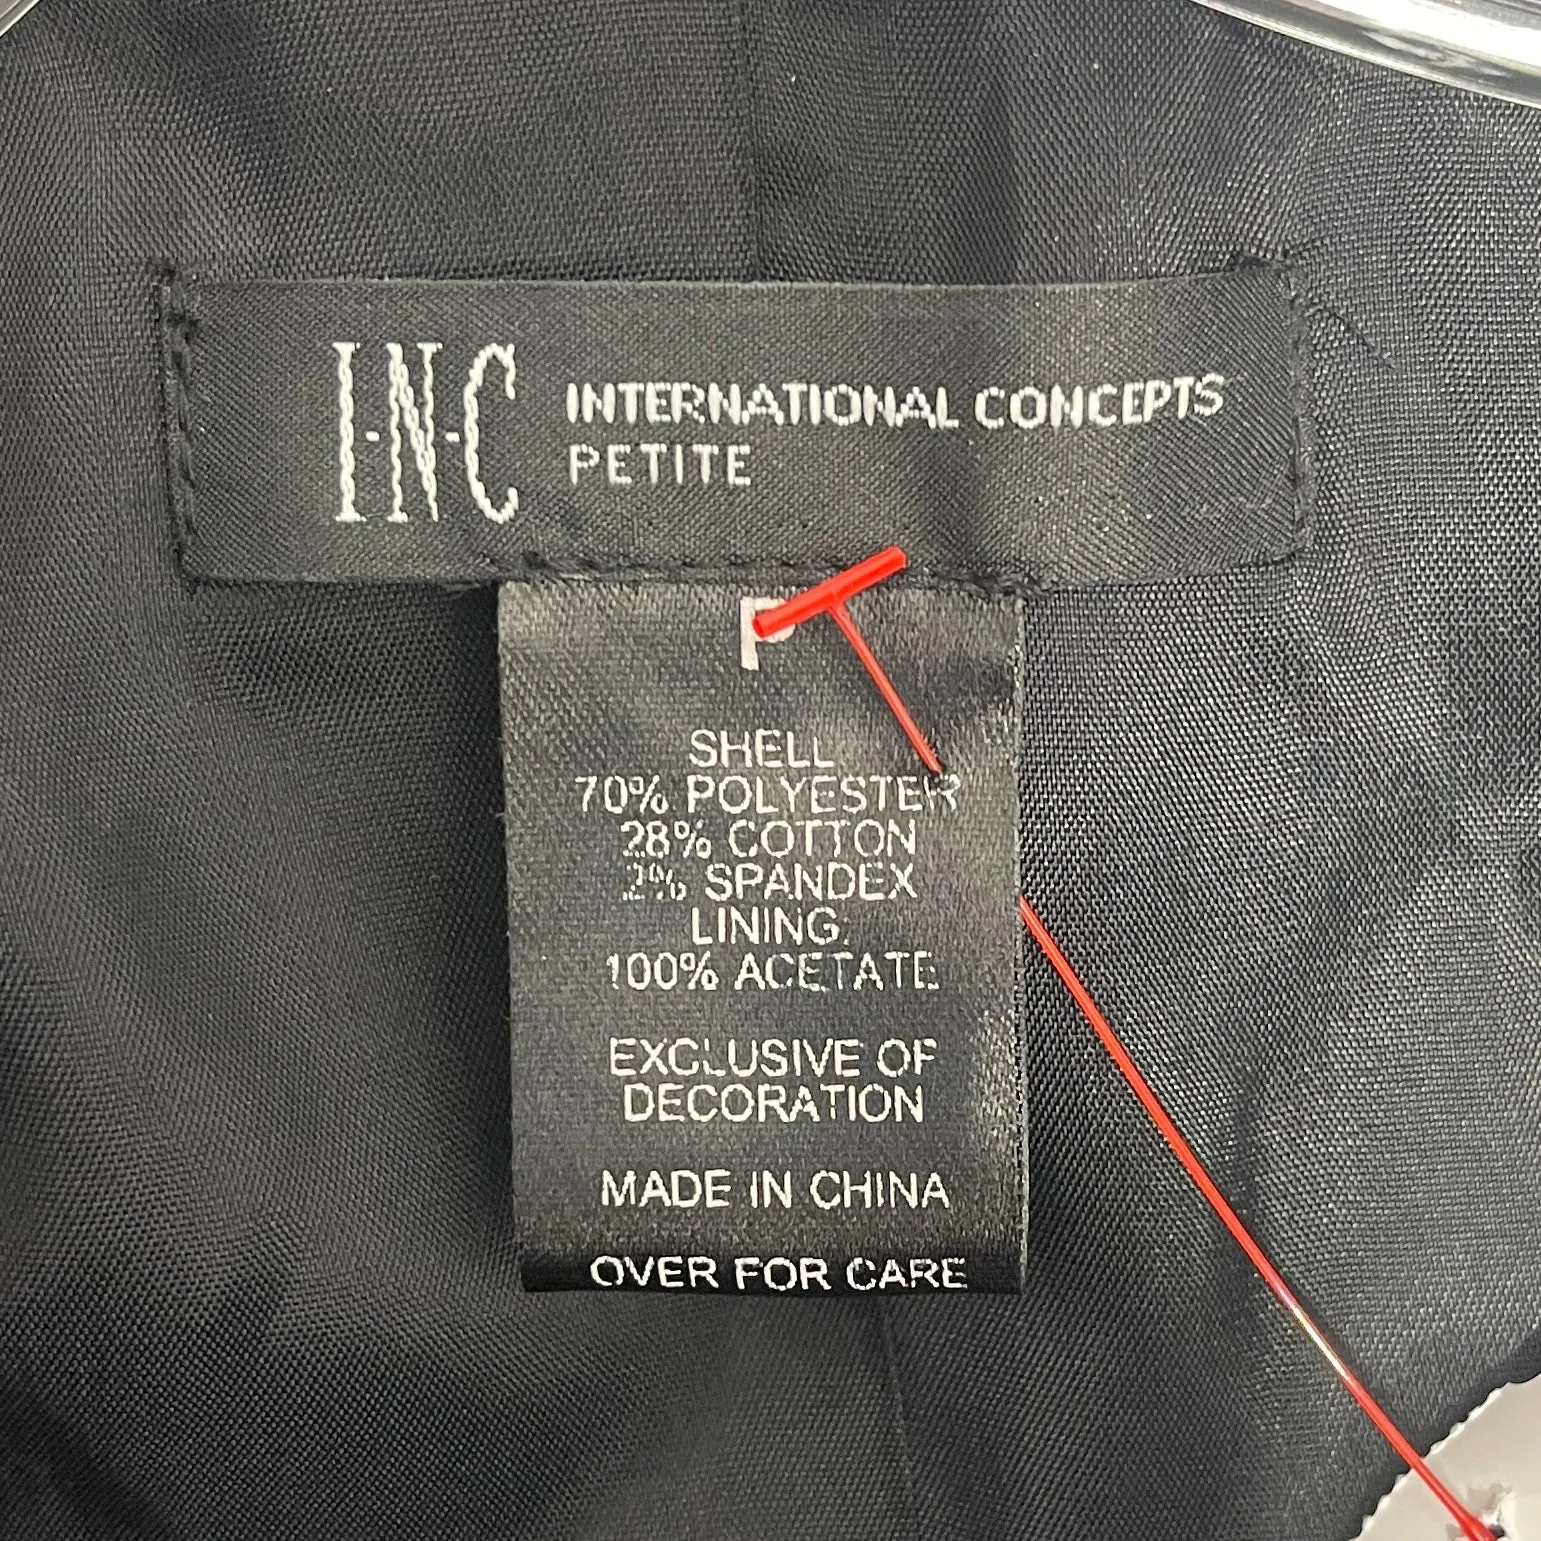 I·N·C INTERNATIONAL CONCEPTS
PETITE
P
SHELL
70% POLYESTER
28% COTTON
2% SPANDEX
LINING:
100% ACETATE
EXCLUSIVE OF
DECORATION
MADE IN CHINA
OVER FOR CARE